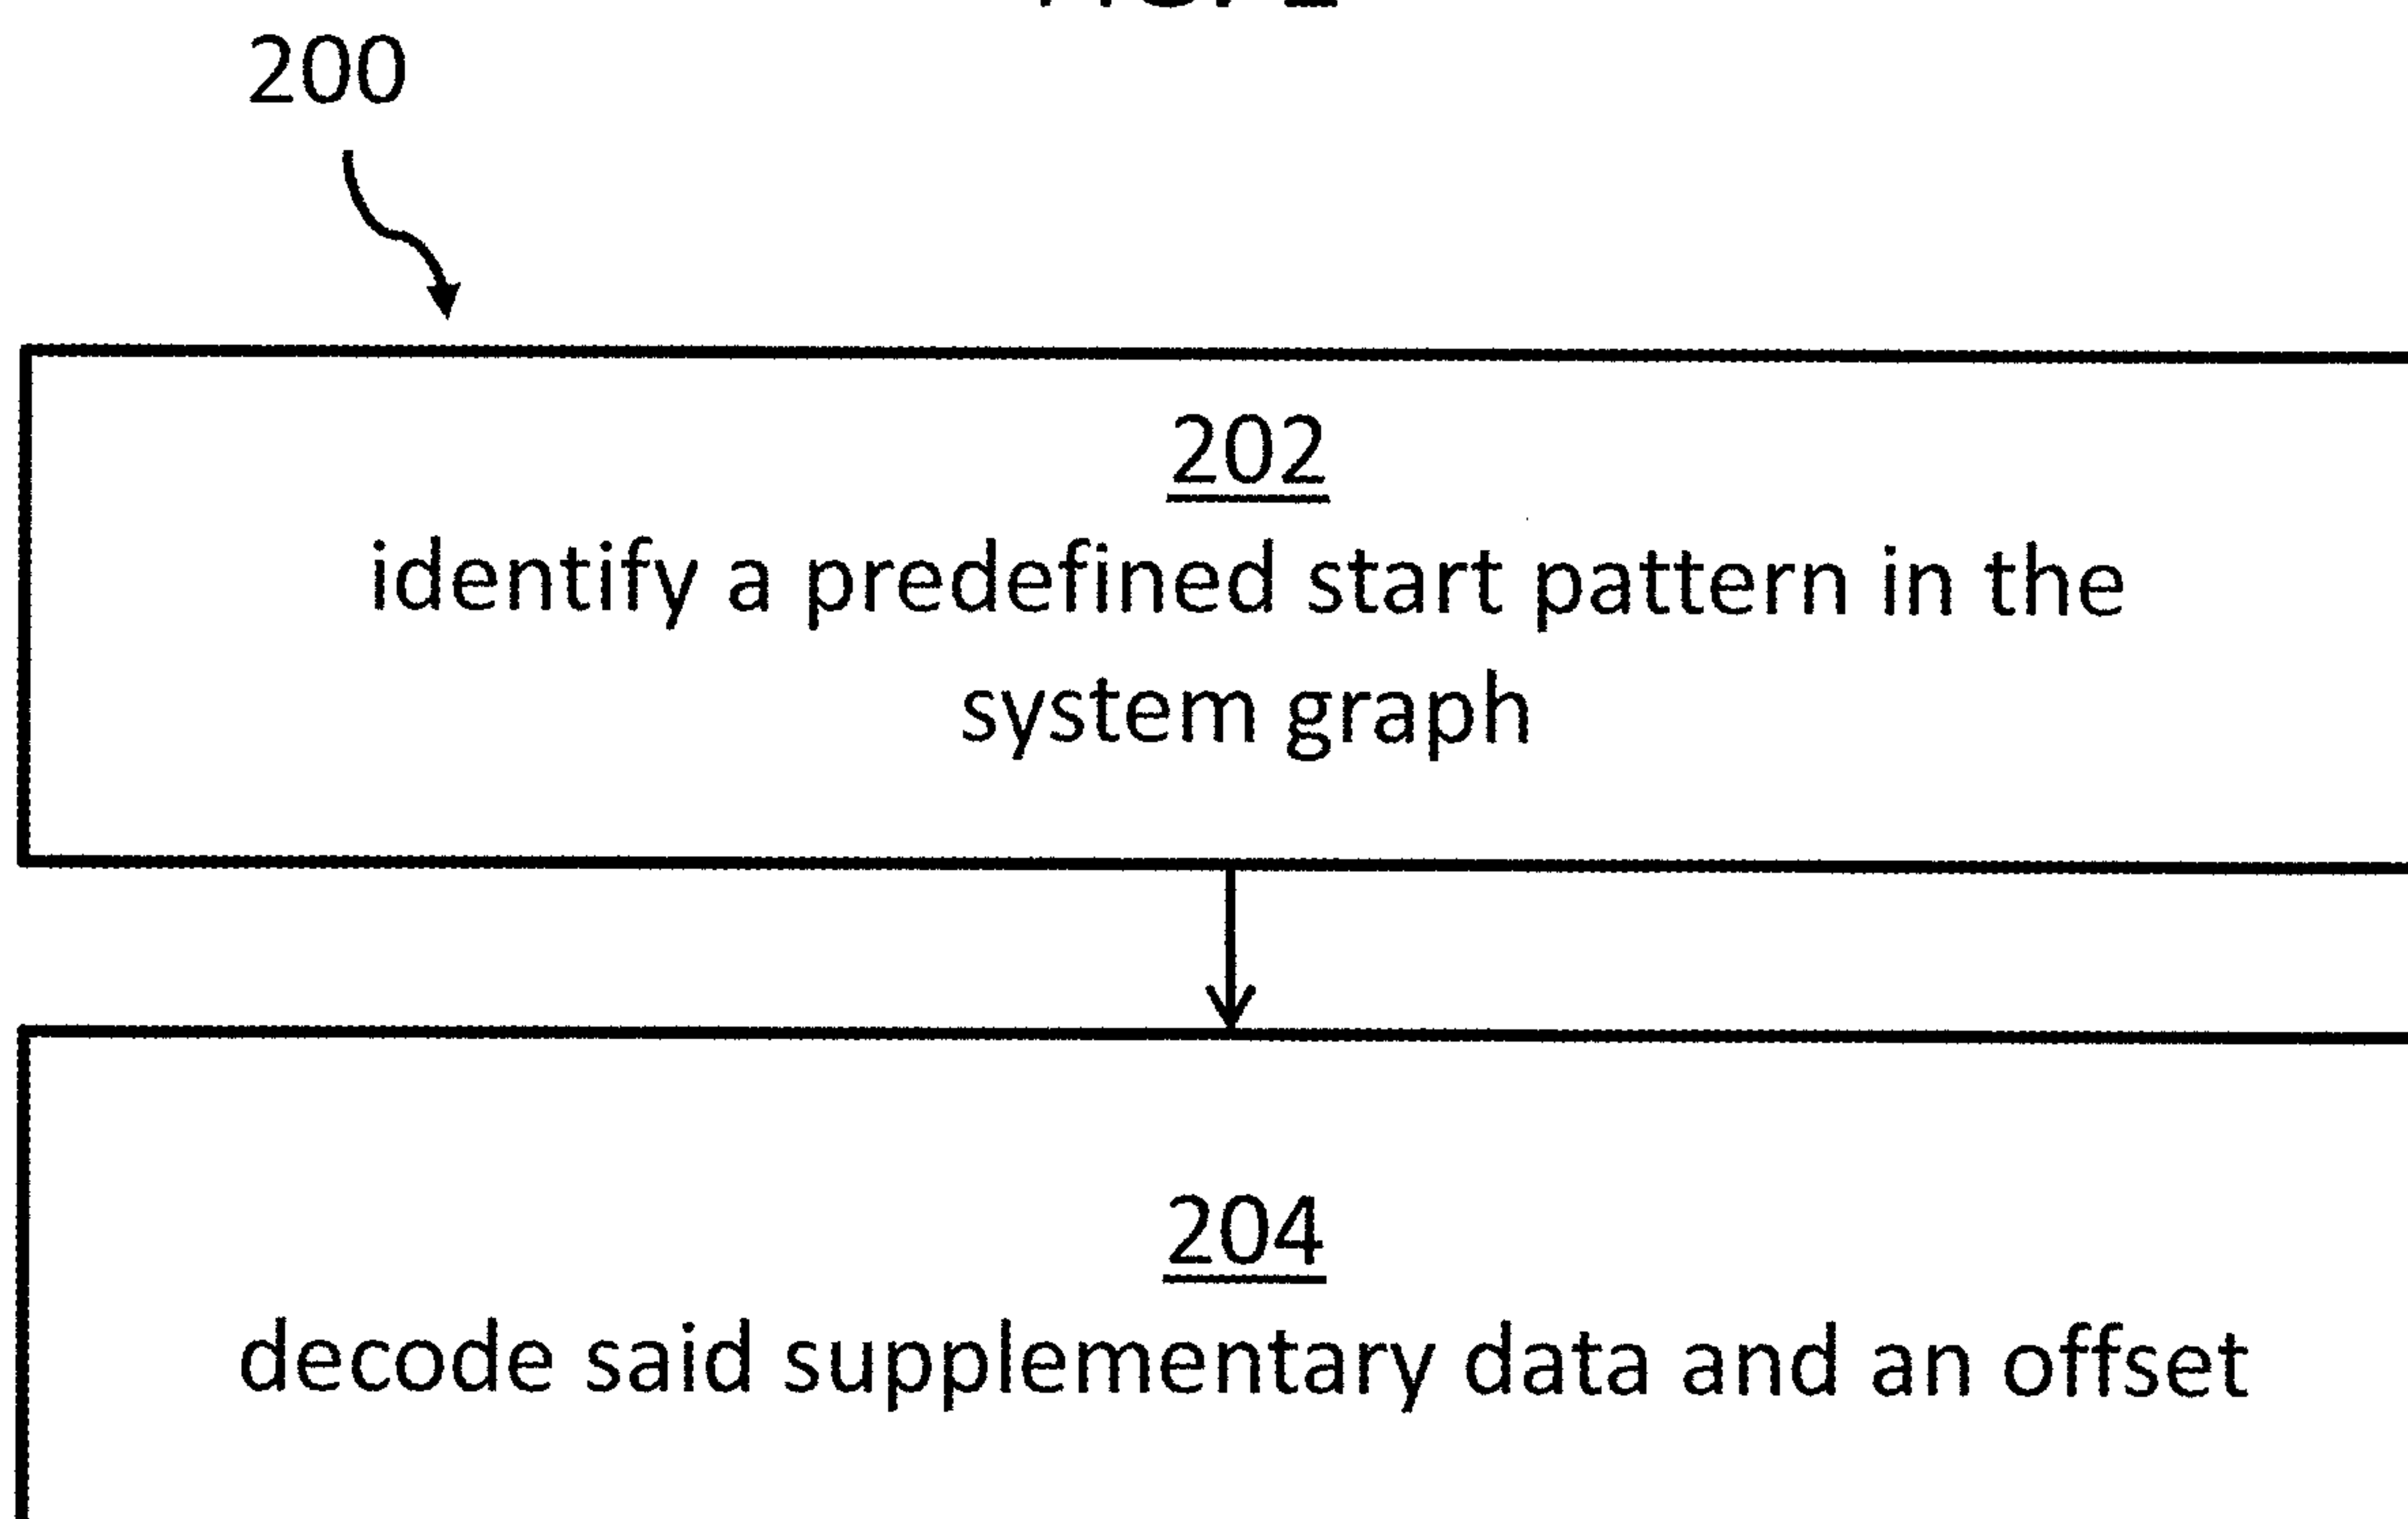 200
202
identify a predefined start pattern in the
system graph
204
decode said supplementary data and an offset